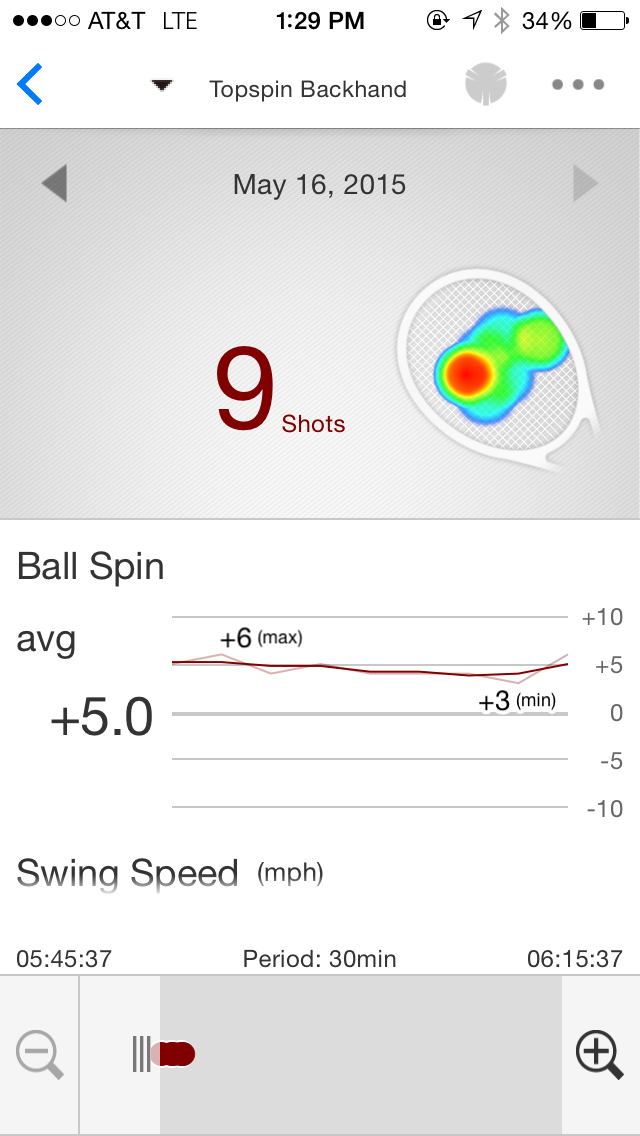 AT&T LTE 1:29 PM 34%
Topspin Backhand
May 16, 2015
9 Shots
Ball Spin
avg
+5.0
+10
+6 (max)
+5
+3 (min)
0
-5
-10
Swing Speed (mph)
05:45:37 Period: 30min 06:15:37